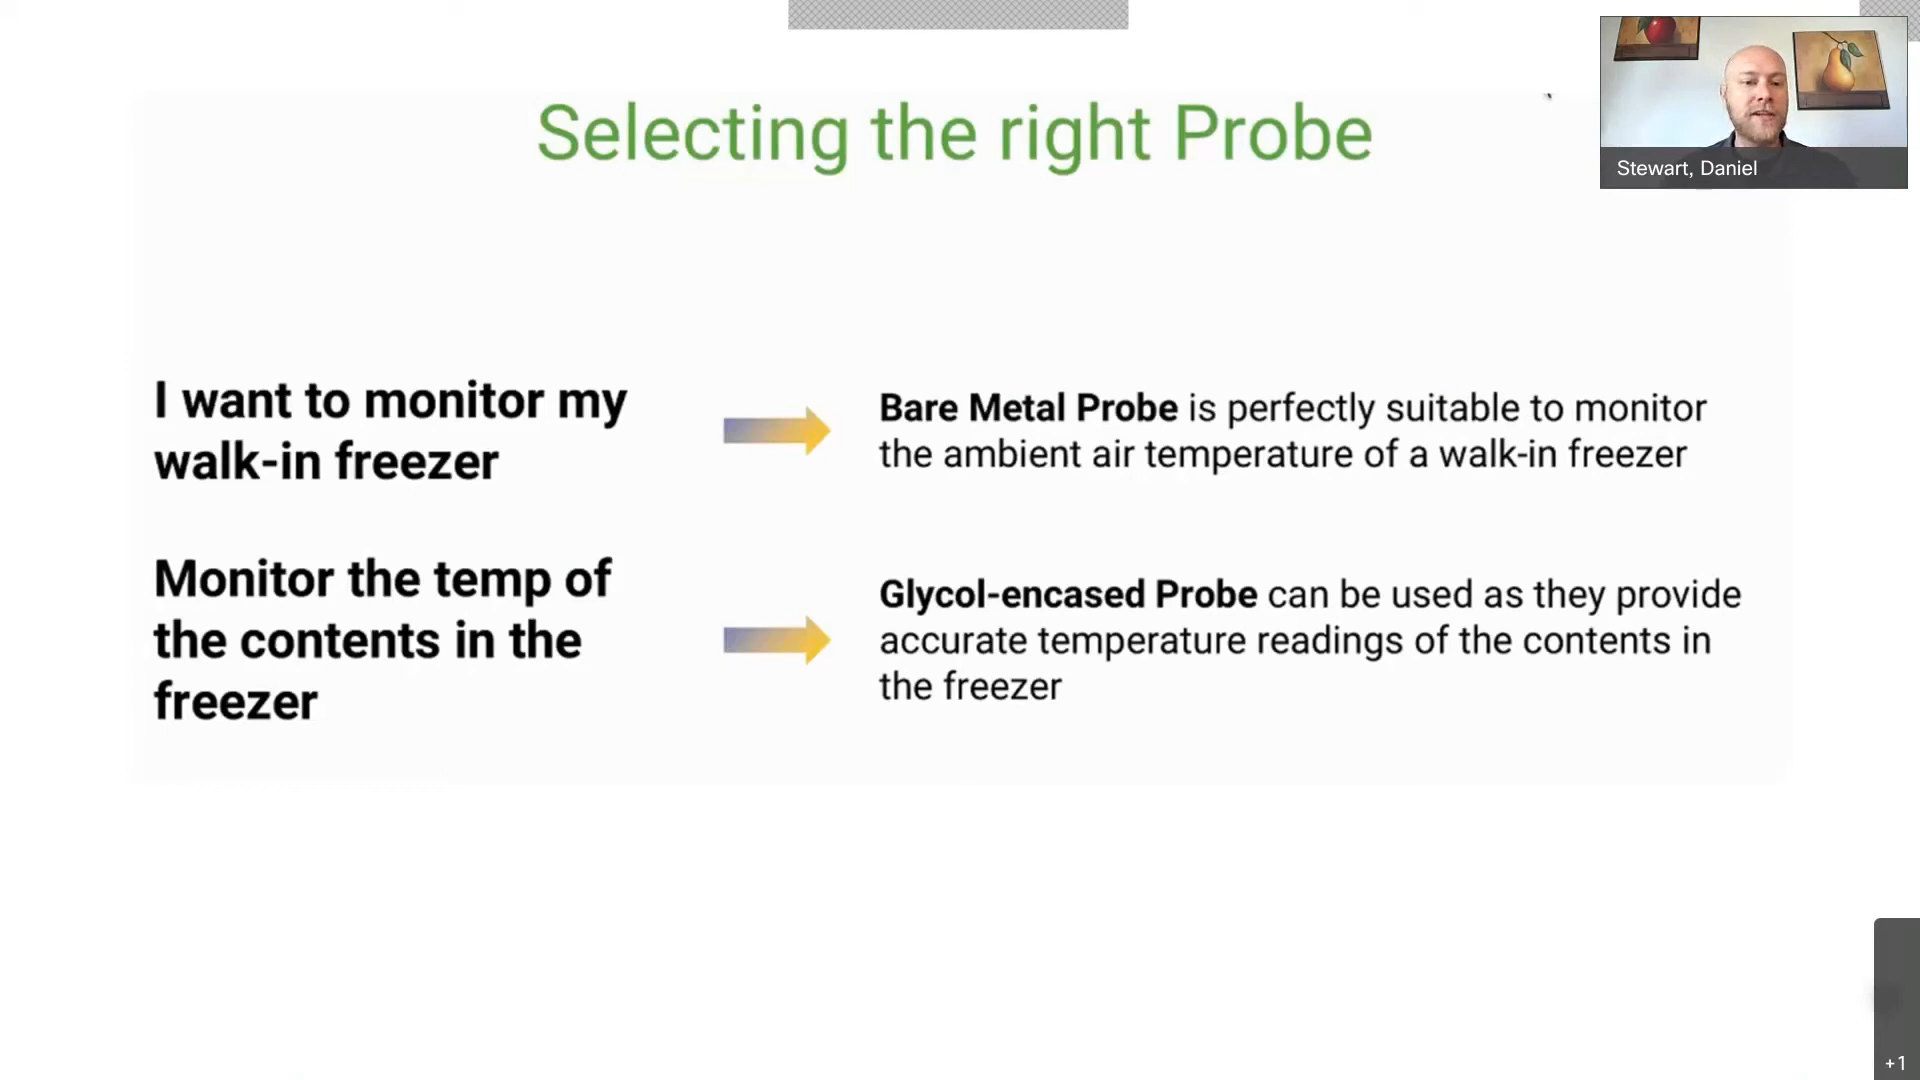 Selecting the right Probe
Stewart, Daniel
I want to monitor my
walk-in freezer
Bare Metal Probe is perfectly suitable to monitor
the ambient air temperature of a walk-in freezer
Monitor the temp of
the contents in the
freezer
Glycol-encased Probe can be used as they provide
accurate temperature readings of the contents in
the freezer
+1